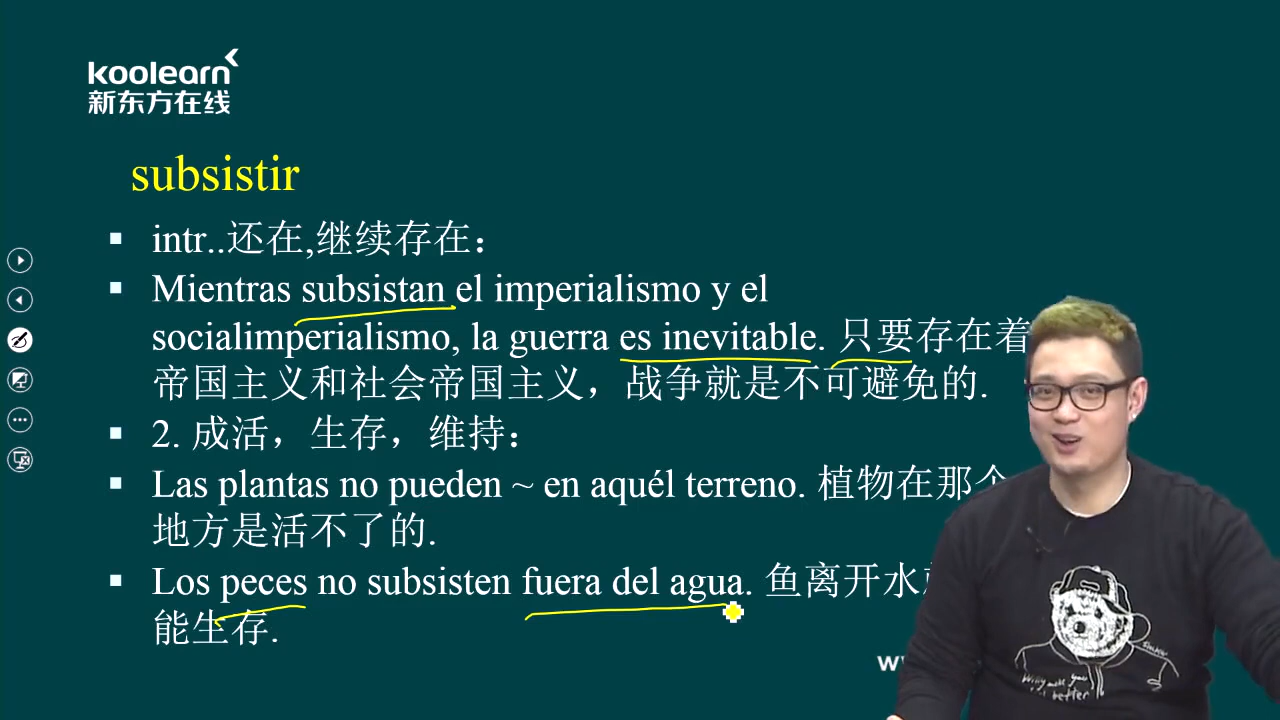 koolearn
新东方在线
subsistir
intr..还在,继续存在：
Mientras subsistan el imperialismo y el
socialimperialismo, la guerra es inevitable. 只要存在着
帝国主义和社会帝国主义，战争就是不可避免的.
2. 成活，生存，维持：
Las plantas no pueden ~ en aquél terreno. 植物在那个
地方是活不了的.
Los peces no subsisten fuera del agua. 鱼离开水
能生存.